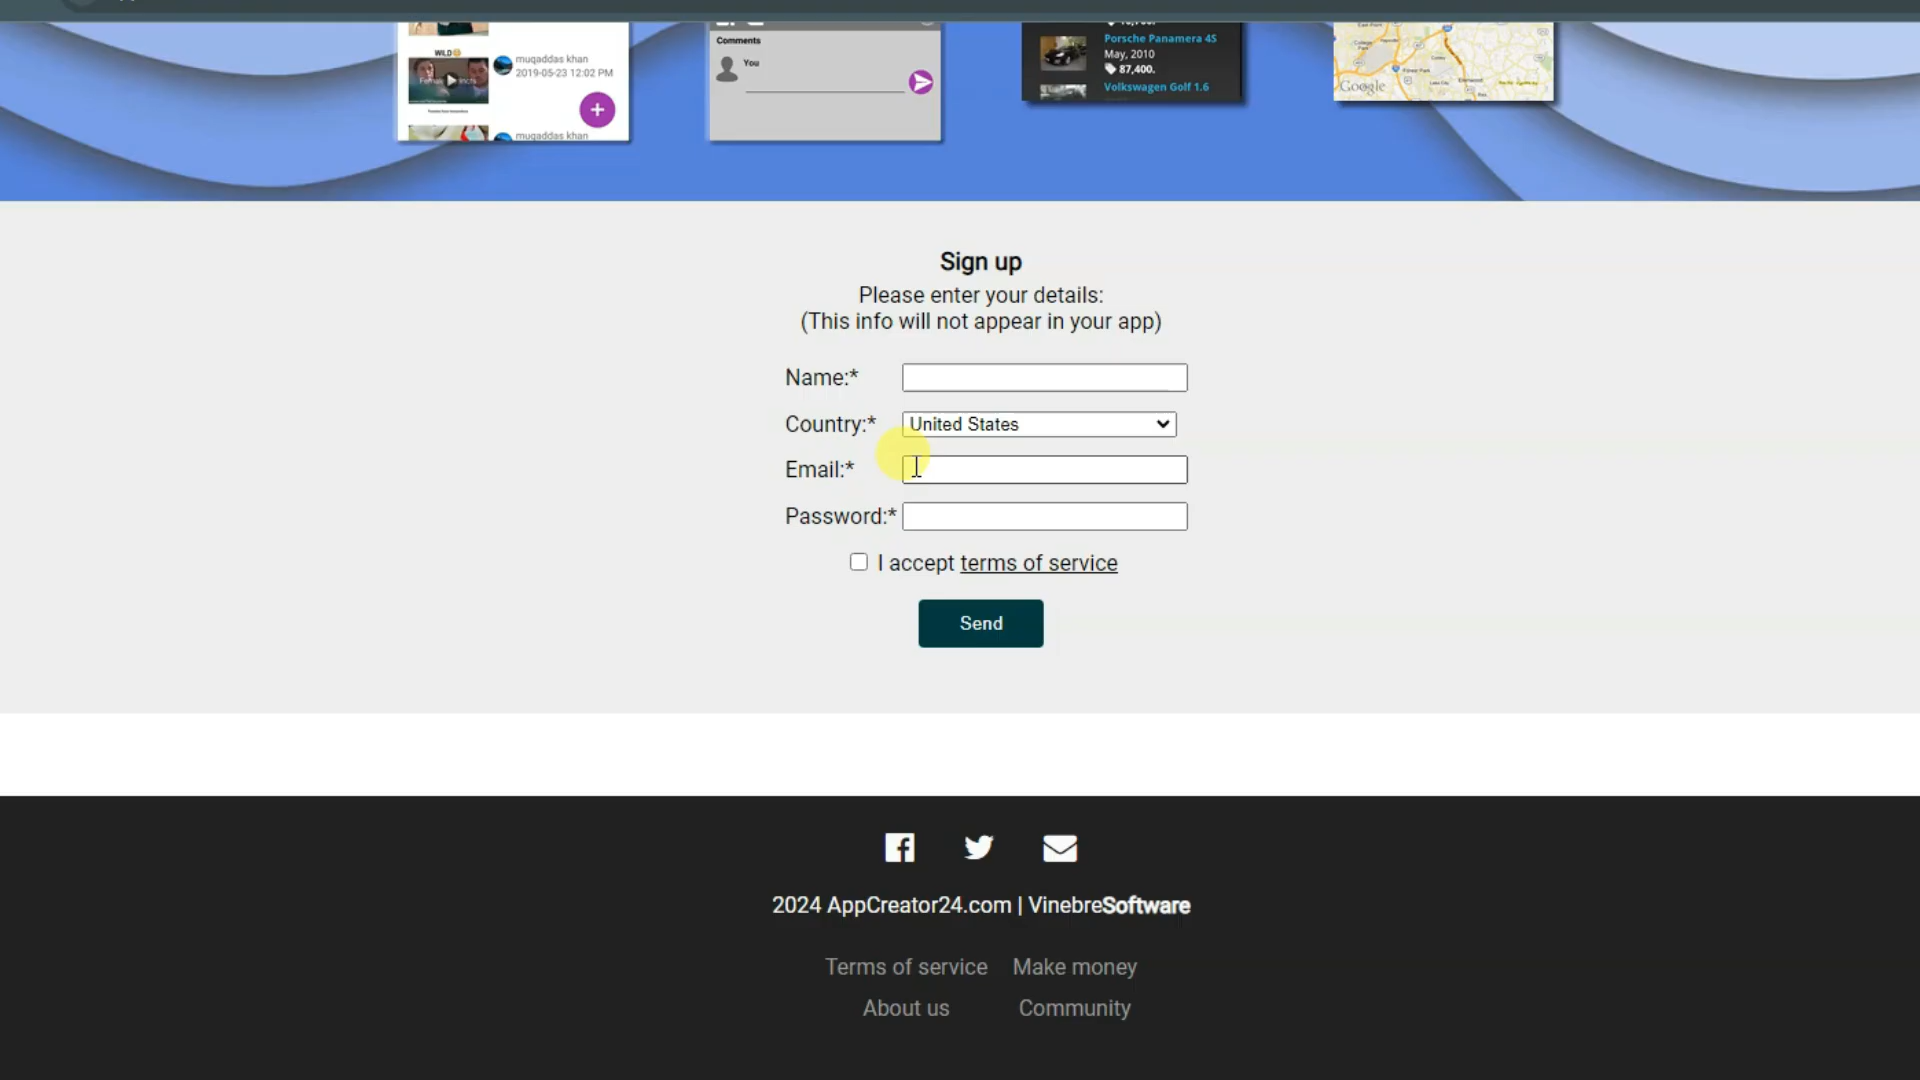 WILD
muqaddas khan
2019-05-23 12:02 PM
muqaddas khan
Comments
You
Porsche Panamera 4S
May, 2010
87,400.
Volkswagen Golf 1.6
Google
Sign up
Please enter your details:
(This info will not appear in your app)
Name:*
Country:* United States
Email:*
Password:*
I accept terms of service
Send
2024 AppCreator24.com | VinebreSoftware
Terms of service Make money
About us Community